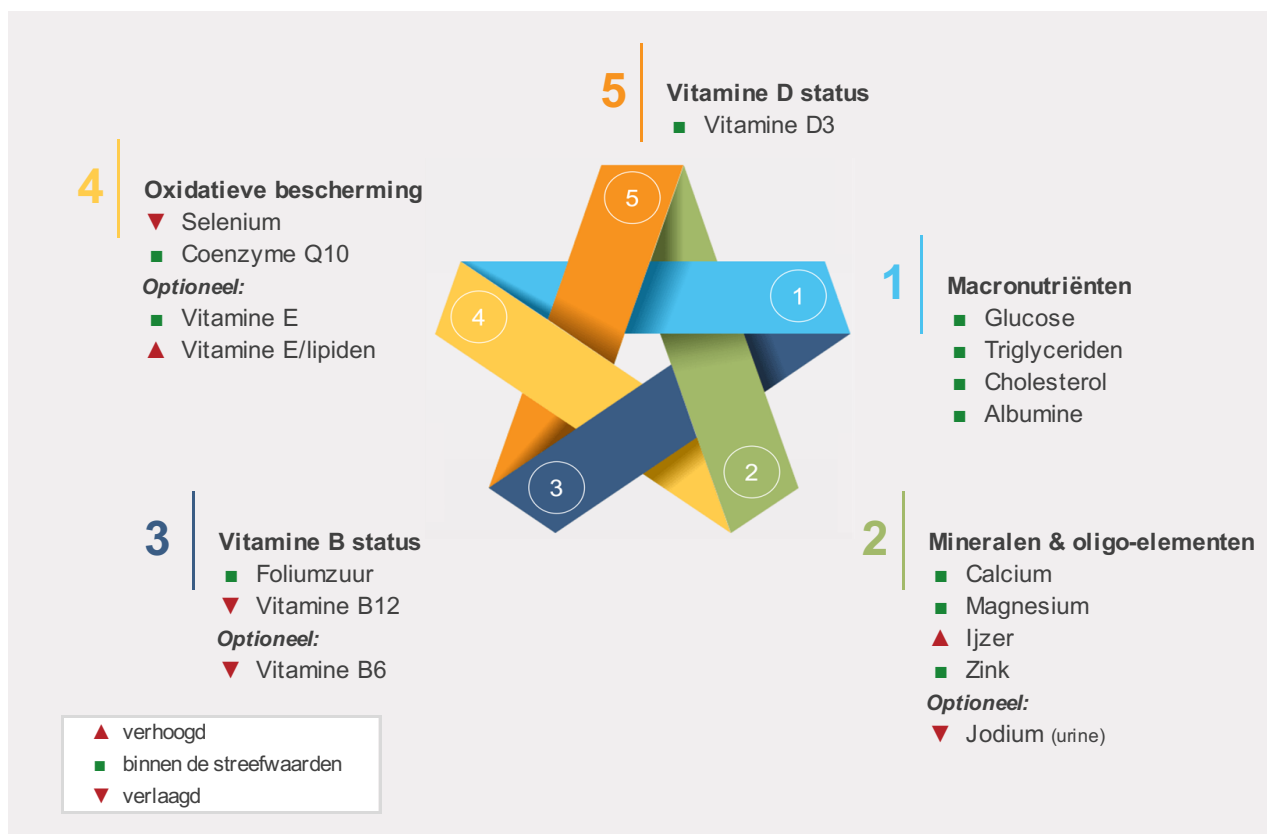 5
Vitamine D status
Vitamine D3
4
Oxidatieve bescherming
Selenium
Coenzyme Q10
Optioneel:
Vitamine E
Vitamine E/lipiden
1
Macronutriënten
Glucose
Triglyceriden
Cholesterol
Albumine
5
1
4
2
3
3
Vitamine B status
Foliumzuur
Vitamine B12
Optioneel:
Vitamine B6
2
Mineralen & oligo-elementen
Calcium
Magnesium
Ijzer
Zink
Optioneel:
Jodium (urine)
verhoogd
binnen de streefwaarden
verlaagd